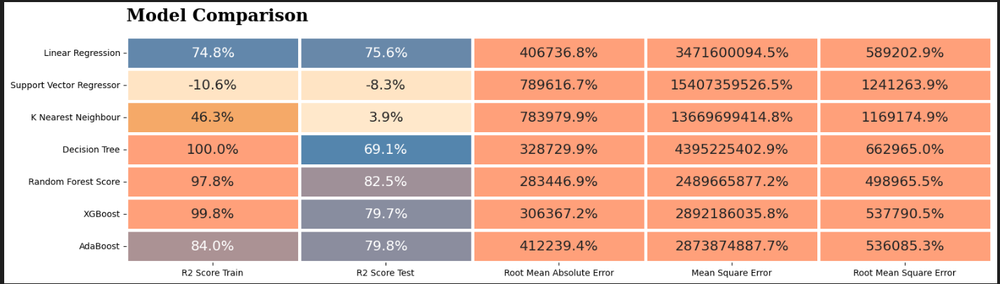 Model Comparison
Linear Regression 74.8% 75.6% 406736.8% 3471600094.5% 589202.9%
Support Vector Regressor -10.6% -8.3% 789616.7% 15407359526.5% 1241263.9%
K Nearest Neighbour 46.3% 3.9% 783979.9% 13669699414.8% 1169174.9%
Decision Tree 100.0% 69.1% 328729.9% 4395225402.9% 662965.0%
Random Forest Score 97.8% 82.5% 283446.9% 2489665877.2% 498965.5%
XGBoost 99.8% 79.7% 306367.2% 2892186035.8% 537790.5%
AdaBoost 84.0% 79.8% 412239.4% 2873874887.7% 536085.3%
R2 Score Train R2 Score Test Root Mean Absolute Error Mean Square Error Root Mean Square Error